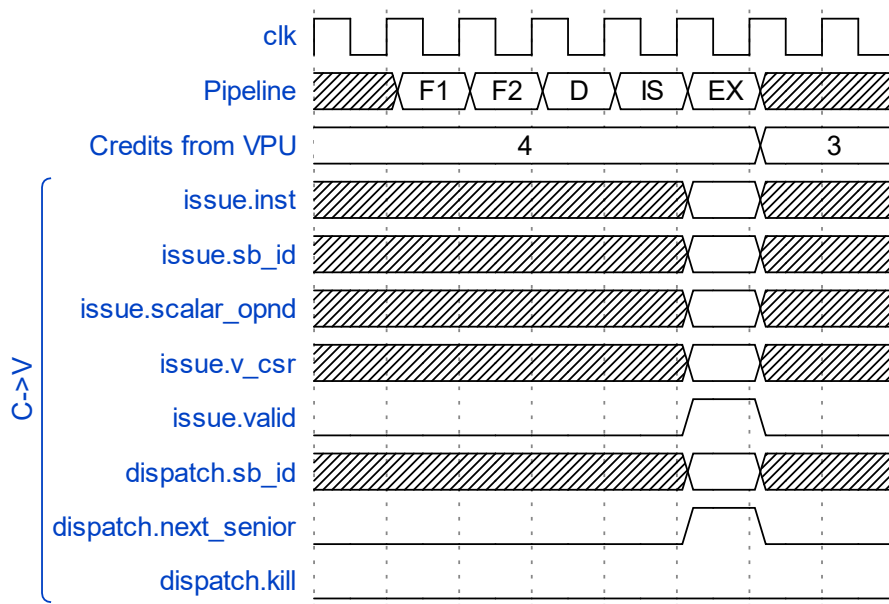 clk
Pipeline F1 F2 D IS EX
Credits from VPU 4 3
issue.inst
issue.sb_id
issue.scalar_opnd
issue.v_csr
issue.valid
dispatch.sb_id
dispatch.next_senior
dispatch.kill
C->V